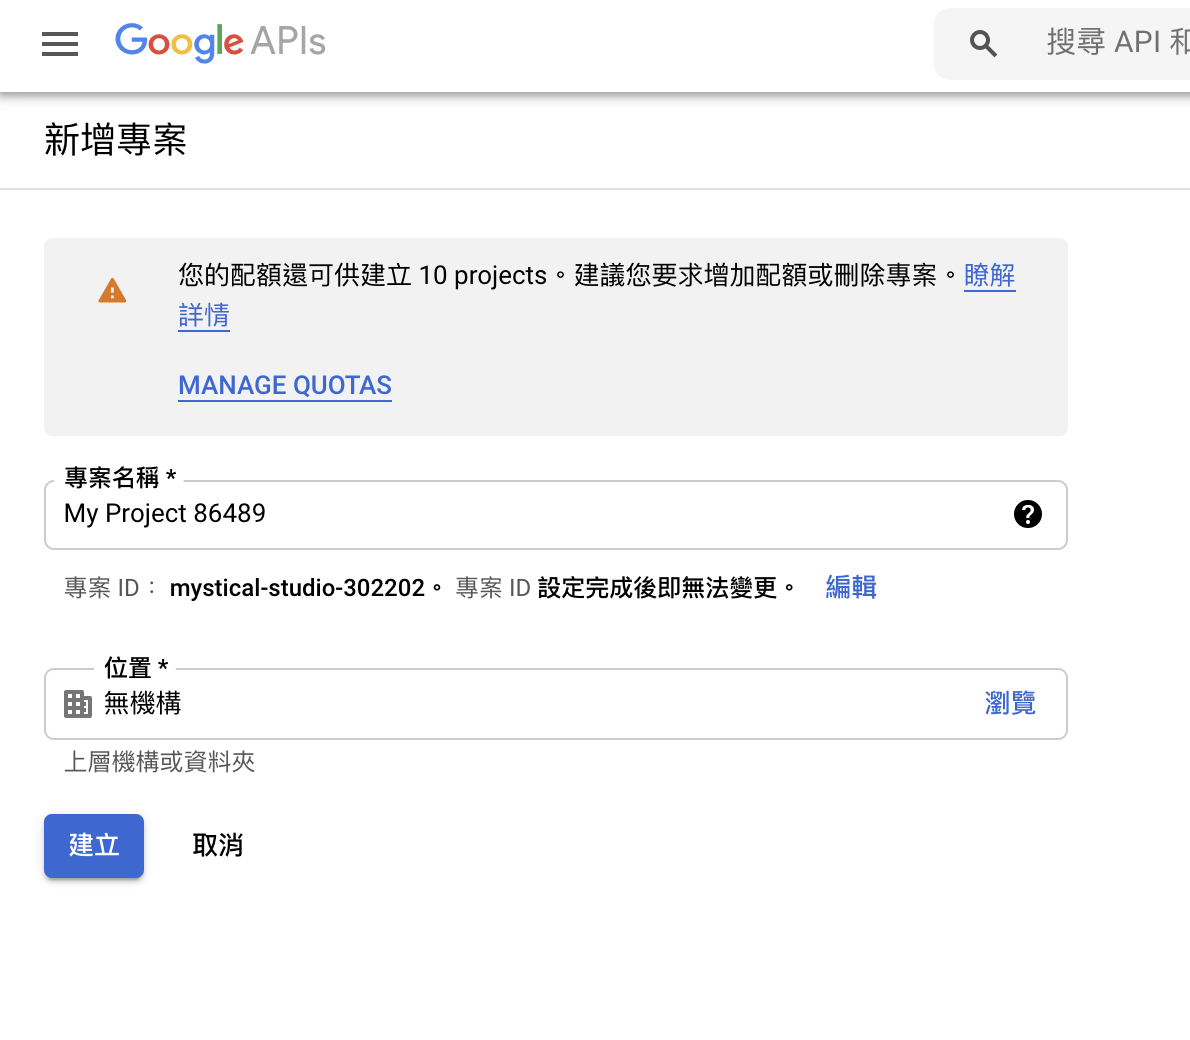 Google APIs
搜尋 API 和
新增專案
您的配額還可供建立 10 projects。建議您要求增加配額或刪除專案。瞭解
詳情
MANAGE QUOTAS
專案名稱 *
My Project 86489
專案 ID： mystical-studio-302202。 專案 ID 設定完成後即無法變更。 編輯
位置 *
無機構 瀏覽
上層機構或資料夾
建立 取消